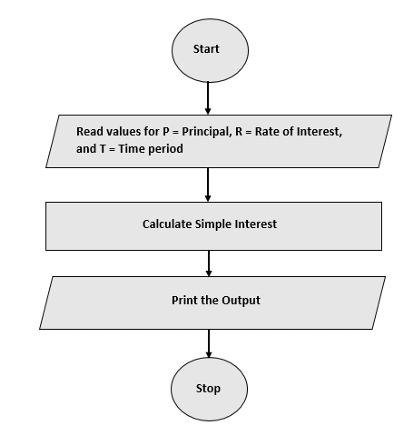 Start
Read values for P = Principal, R = Rate of Interest,
and T = Time period
Calculate Simple Interest
Print the Output
Stop